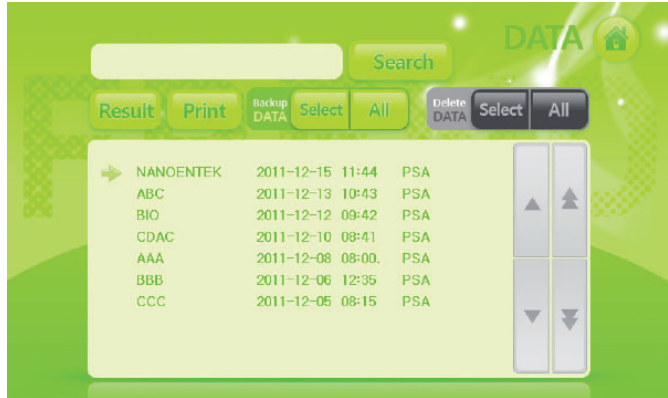 DATA
Search
Result Print Backup DATA Select All Delete DATA Select All
NANOENTEK 2011-12-15 11:44 PSA
ABC 2011-12-13 10:43 PSA
BIO 2011-12-12 09:42 PSA
CDAC 2011-12-10 08:41 PSA
AAA 2011-12-08 08:00. PSA
BBB 2011-12-06 12:35 PSA
CCC 2011-12-05 08:15 PSA